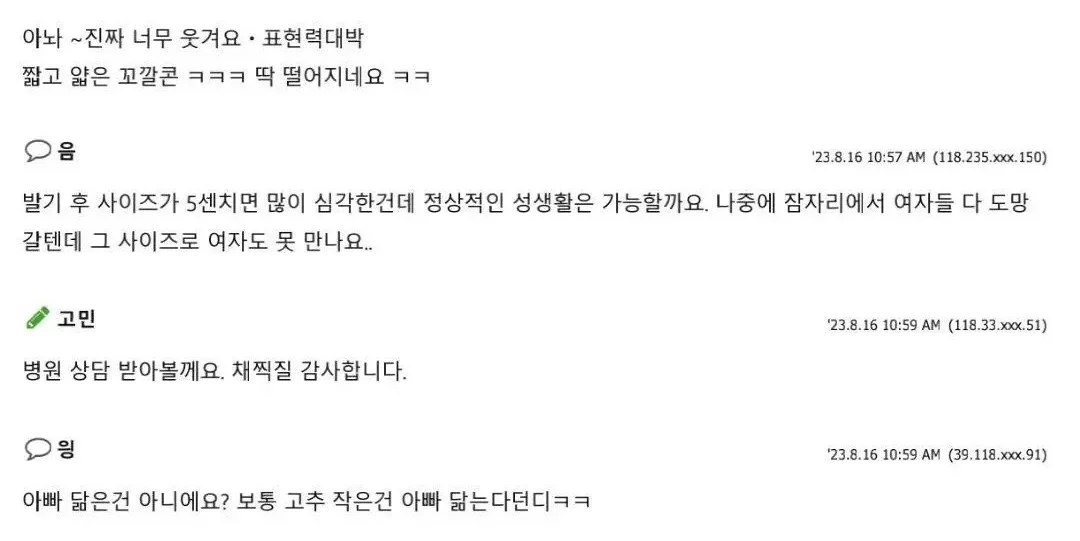 아놔 ~진짜 너무 웃겨요·표현력대박
짧고 얇은 꼬깔콘 ㅋㅋㅋ 딱 떨어지네요 ㅋㅋ
음
'23.8.16 10:57 AM (118.235.xxx.150)
발기 후 사이즈가 5센치면 많이 심각한건데 정상적인 성생활은 가능할까요. 나중에 잠자리에서 여자들 다 도망
갈텐데 그 사이즈로 여자도 못 만나요..
고민
'23.8.16 10:59 AM (118.33.xxx.51)
병원 상담 받아볼께요. 채찍질 감사합니다.
읭
'23.8.16 10:59 AM (39.118.xxx.91)
아빠 닮은건 아니에요? 보통 고추 작은건 아빠 닮는다던디ㅋㅋ